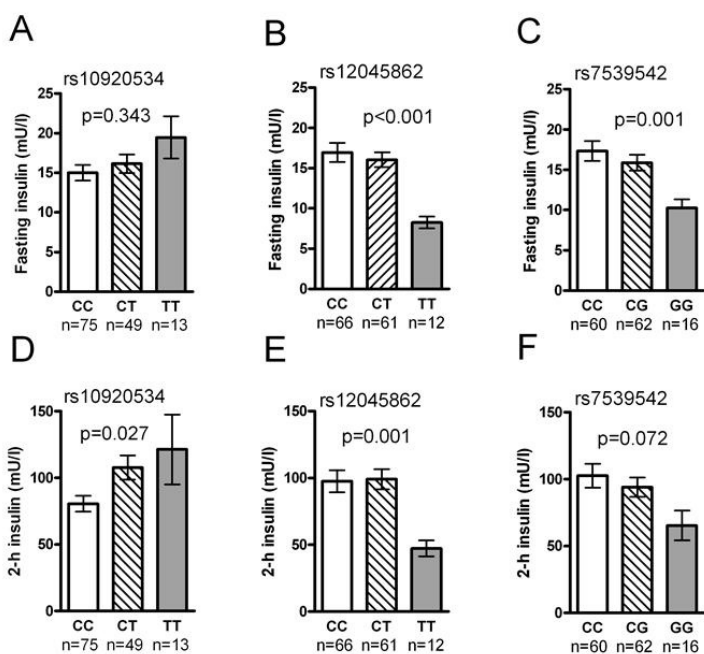 A
rs10920534
p=0.343
Fasting insulin (mU/l)
25
20
15
10
5
0
CC CT TT
n=75 n=49 n=13
B
rs12045862
p<0.001
Fasting insulin (mU/l)
25
20
15
10
5
0
CC CT TT
n=66 n=61 n=12
C
rs7539542
p=0.001
Fasting insulin (mU/l)
25
20
15
10
5
0
CC CG GG
n=60 n=62 n=16
D
rs10920534
p=0.027
2-h insulin (mU/l)
150
100
50
0
CC CT TT
n=75 n=49 n=13
E
rs12045862
p=0.001
2-h insulin (mU/l)
150
100
50
0
CC CT TT
n=66 n=61 n=12
F
rs7539542
p=0.072
2-h insulin (mU/l)
150
100
50
0
CC CG GG
n=60 n=62 n=16